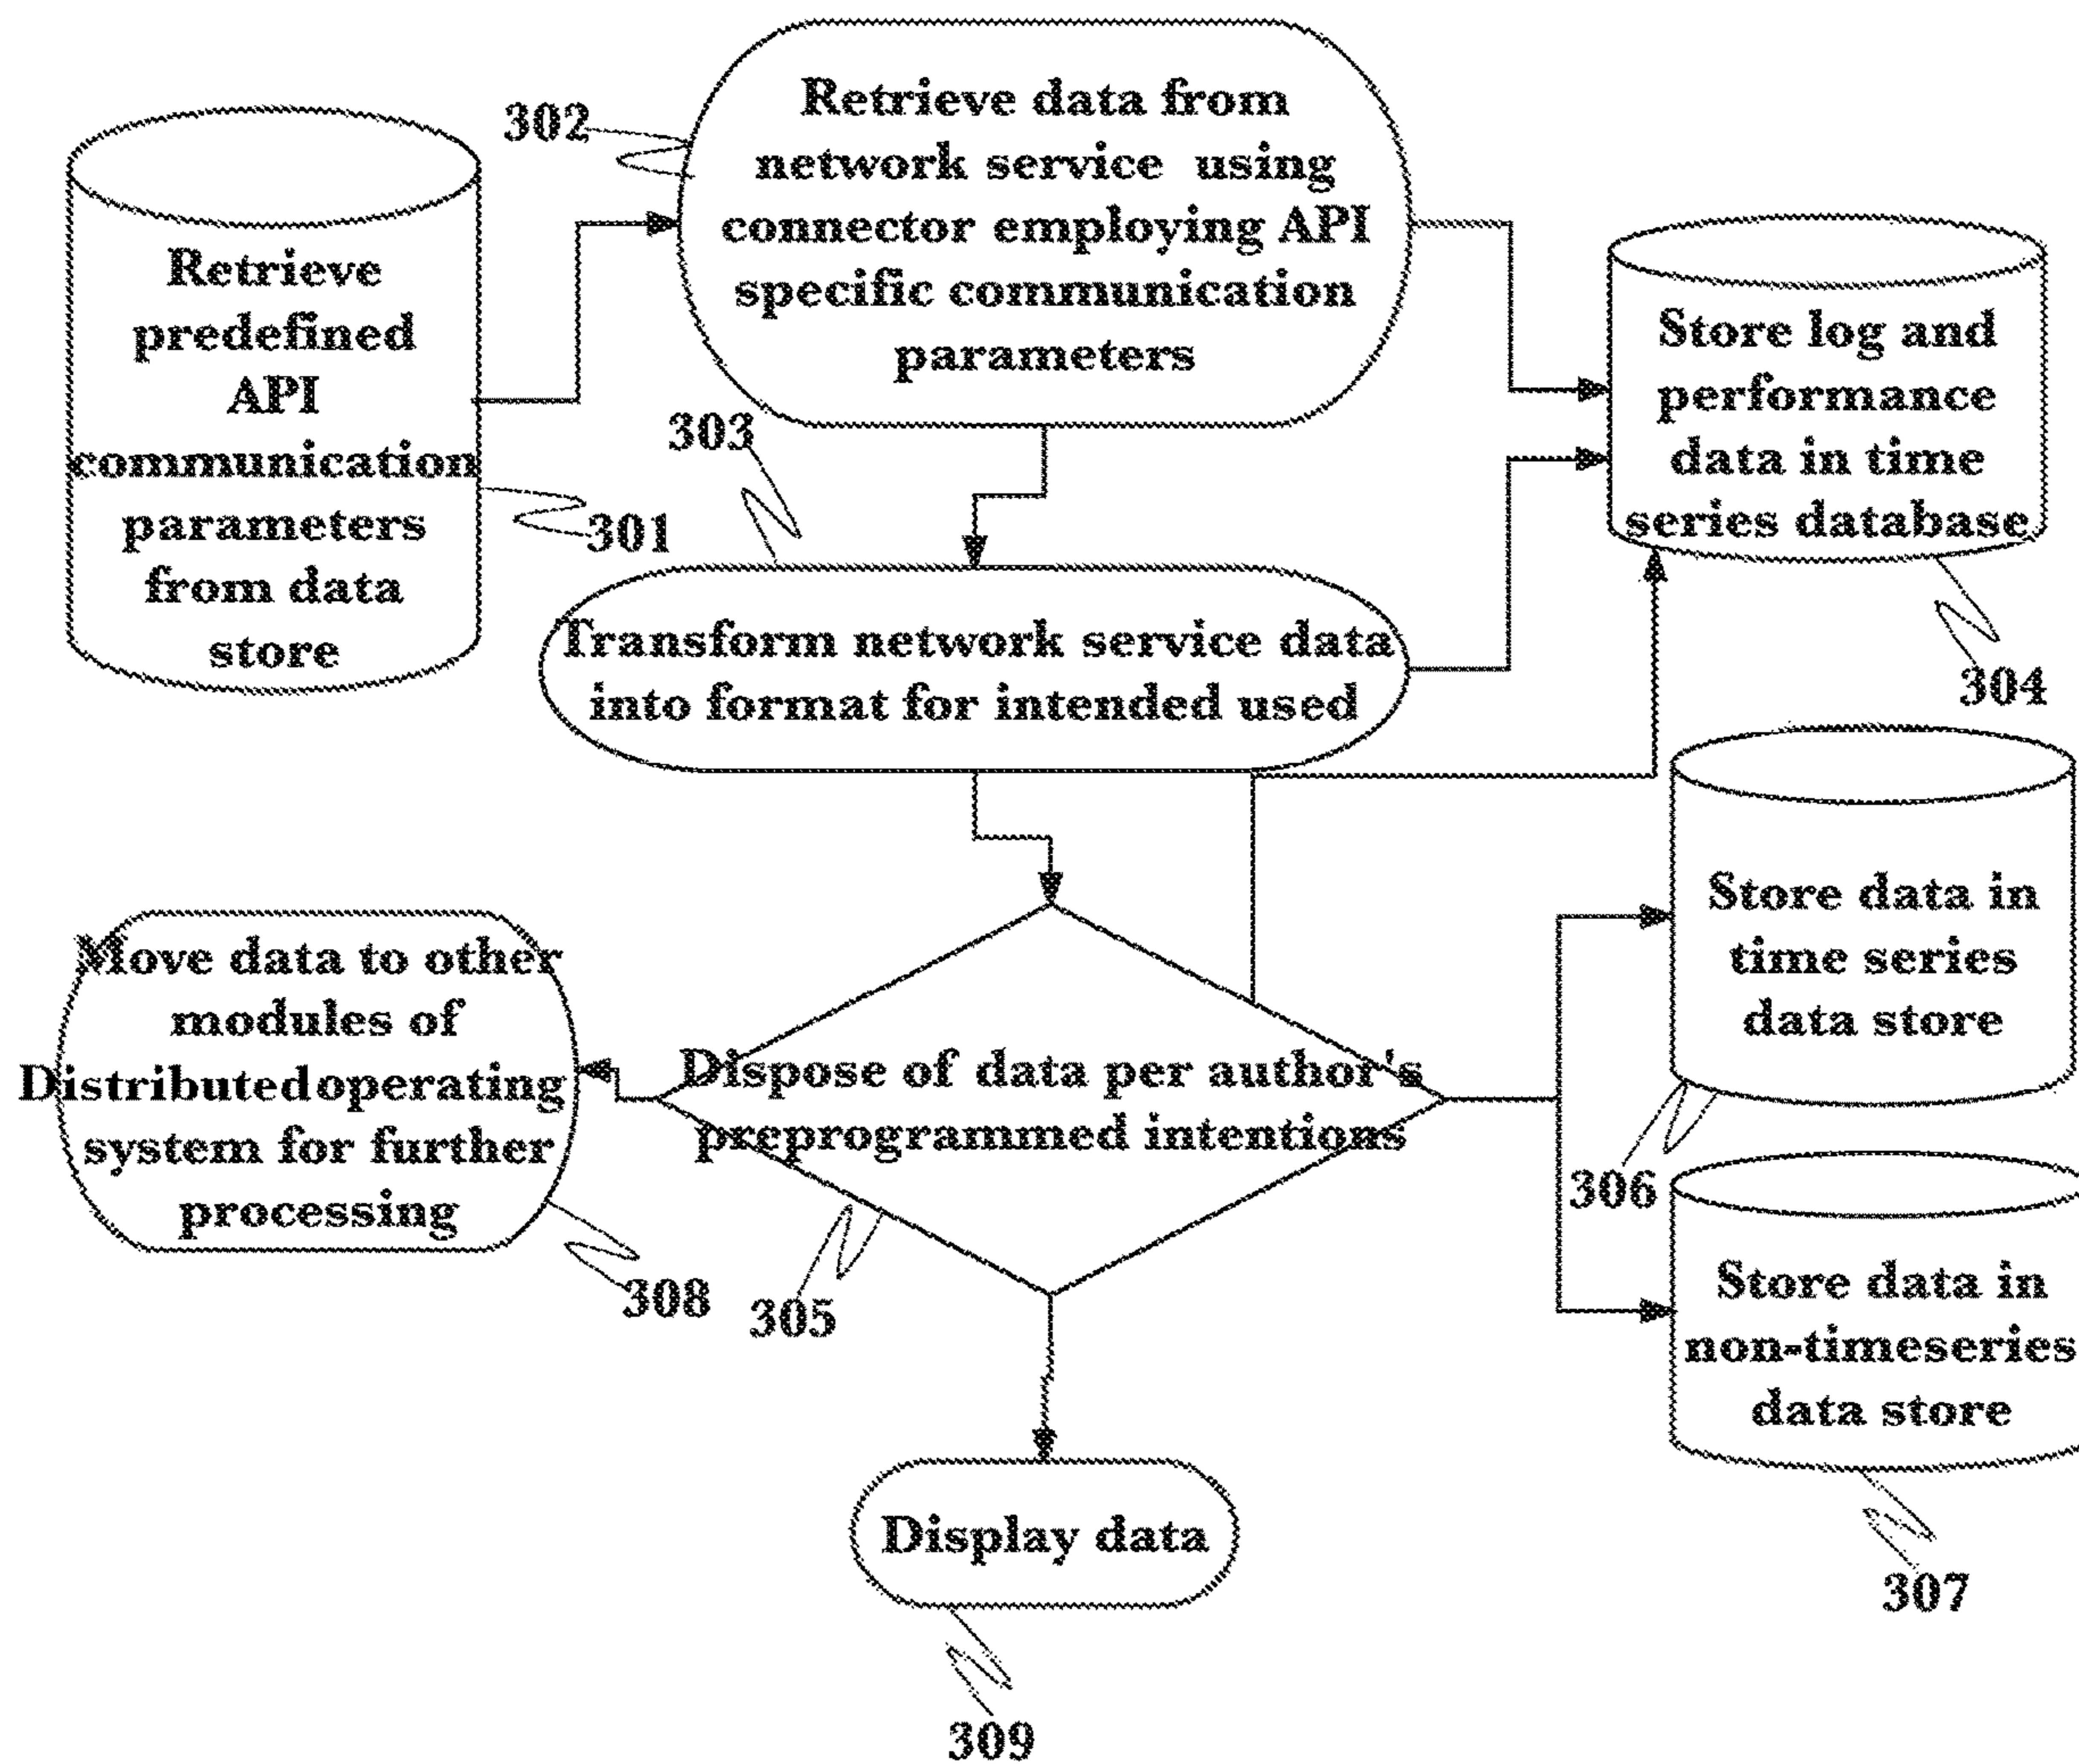 302
Retrieve data from
network service using
connector employing API
specific communication
parameters
Retrieve
predefined
API
communication
parameters
from data
store
301
303
Store log and
performance
data in time
series database
304
Transform network service data
into format for intended used
Move data to other
modules of
Distributed operating
system for further
processing
308
Dispose of data per author's
preprogrammed intentions
305
Store data in
time series
data store
306
Store data in
non-timeseries
data store
307
Display data
309